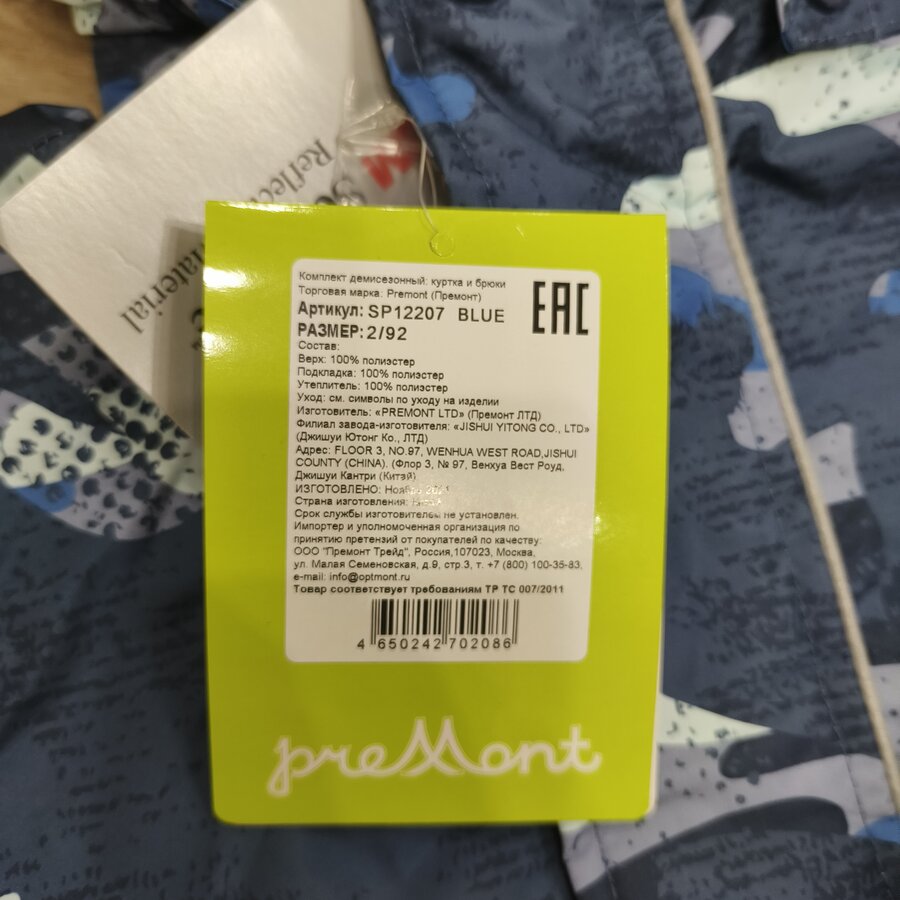 Комплект демисезонный: куртка и брюки
Торговая марка: Premont (Премонт)
EAC
Артикул: SP12207 BLUE
РАЗМЕР: 2/92
Состав:
Верх: 100% полиэстер
Подкладка: 100% полиэстер
Утеплитель: 100% полиэстер
Уход: см. символы по уходу на изделии
Изготовитель: «PREMONT LTD» (Премонт ЛТД)
Филиал завода-изготовителя: «JISHUI YITONG CO., LTD»
(Джишуи Ютонг Ко., ЛТД)
Адрес: FLOOR 3, NO.97, WENHUA WEST ROAD,JISHUI
COUNTY (CHINA). (Флор 3, № 97, Венхуа Вест Роуд,
Джишуи Кантри (Китай)
ИЗГОТОВЛЕНО: Ноябрь 2021
Страна изготовления:
Срок службы изготовителем не установлен.
Импортер и уполномоченная организация по
принятию претензий от покупателей по качеству:
ООО "Премонт Трейд", Россия,107023, Москва,
ул. Малая Семеновская, д.9, стр.3, т. +7 (800) 100-35-83,
e-mail: info@optmont.ru
Товар соответствует требованиям ТР ТС 007/2011
4 650242 702086
preMont
material